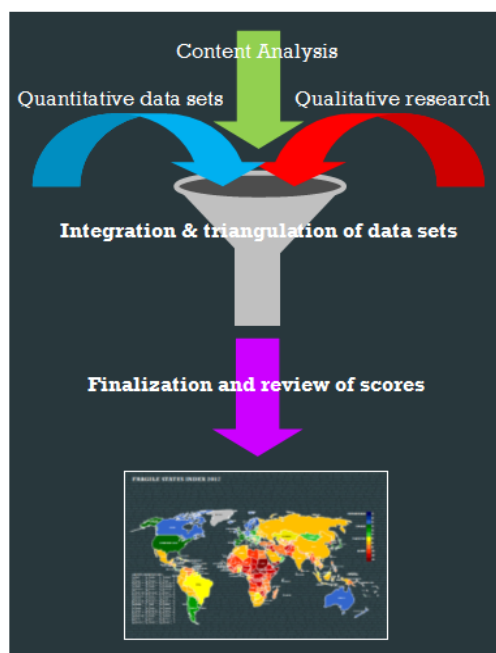 Content Analysis
Quantitative data sets
Qualitative research
Integration & triangulation of data sets
Finalization and review of scores
FRAGILE STATES INDEX 2017